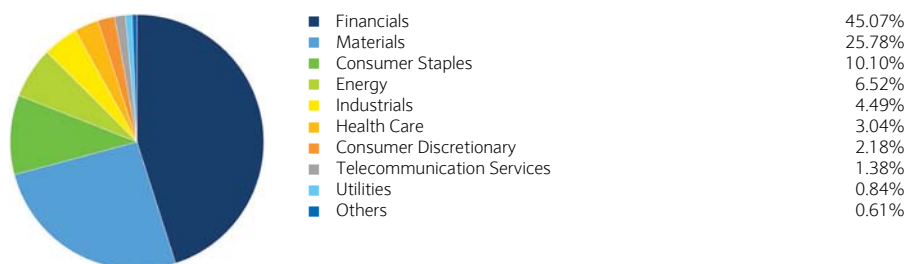 Financials 45.07%
Materials 25.78%
Consumer Staples 10.10%
Energy 6.52%
Industrials 4.49%
Health Care 3.04%
Consumer Discretionary 2.18%
Telecommunication Services 1.38%
Utilities 0.84%
Others 0.61%